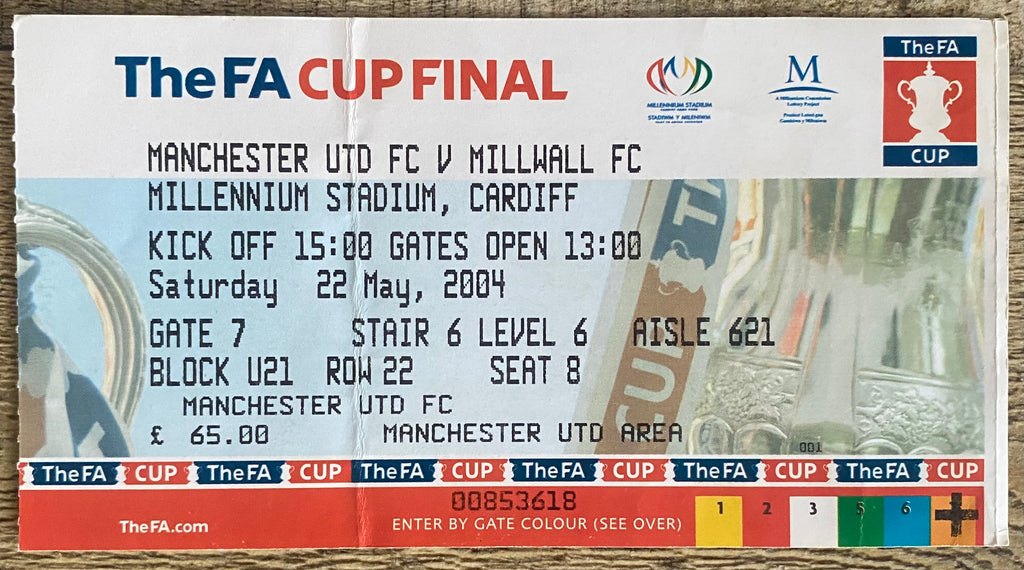 The FA CUP FINAL
MILLENNIUM STADIUM
STADIWM Y MILENIWM
M
A Millennium Commission
Lottery Project
The FA
CUP
MANCHESTER UTD FC V MILLWALL FC
MILLENNIUM STADIUM, CARDIFF
KICK OFF 15:00 GATES OPEN 13:00
Saturday 22 May, 2004
GATE 7 STAIR 6 LEVEL 6 AISLE 621
BLOCK U21 ROW 22 SEAT 8
MANCHESTER UTD FC
£ 65.00 MANCHESTER UTD AREA
001
The FA CUP The FA CUP The FA CUP The FA CUP The FA CUP The FA CUP
00853618
TheFA.com
ENTER BY GATE COLOUR (SEE OVER)
1 2 3 5 6